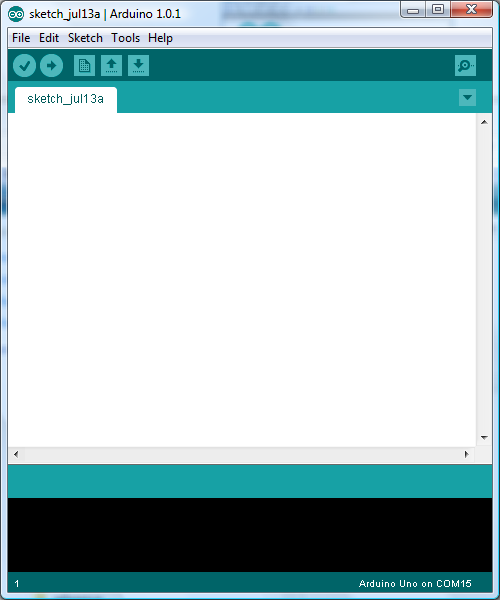 sketch_jul13a | Arduino 1.0.1
File Edit Sketch Tools Help
sketch_jul13a
1
Arduino Uno on COM15